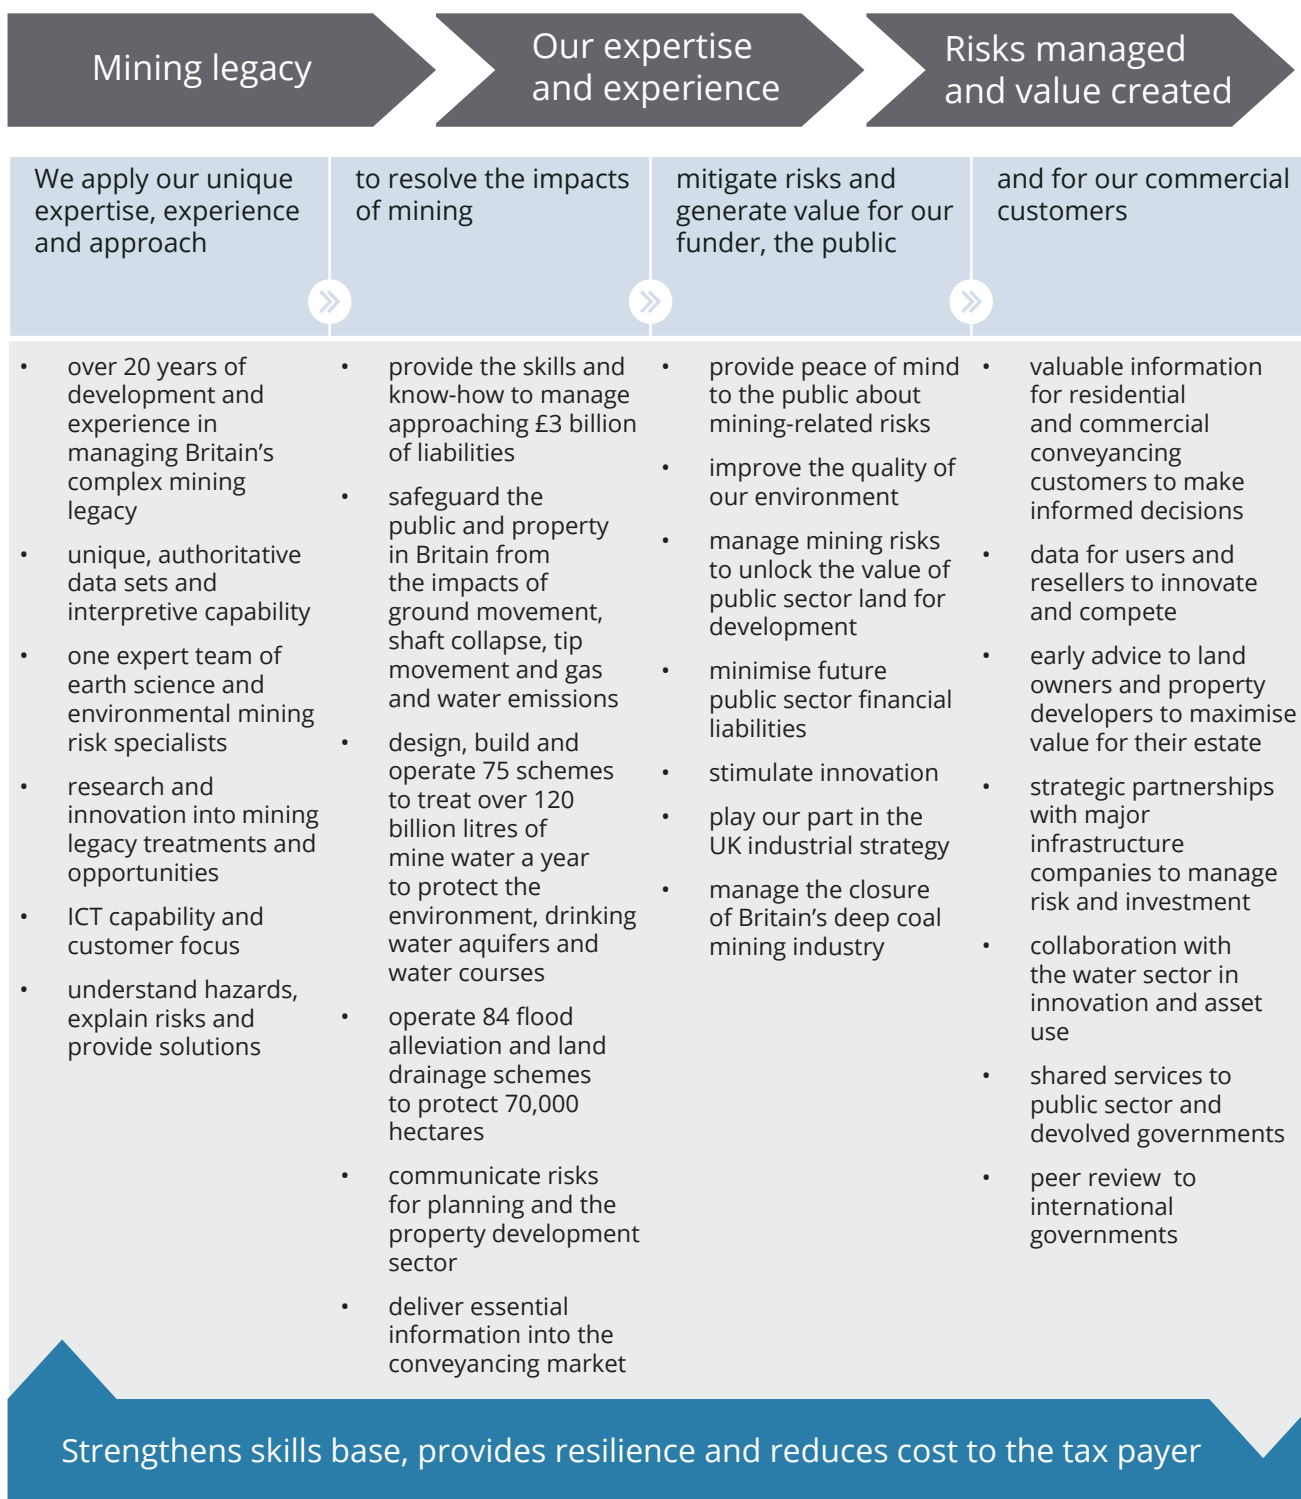 Mining legacy
Our expertise
and experience
Risks managed
and value created
We apply our unique
expertise, experience
and approach
to resolve the impacts
of mining
mitigate risks and
generate value for our
funder, the public
and for our commercial
customers
• over 20 years of
development and
experience in
managing Britain’s
complex mining
legacy
• unique, authoritative
data sets and
interpretive capability
• one expert team of
earth science and
environmental mining
risk specialists
• research and
innovation into mining
legacy treatments and
opportunities
• ICT capability and
customer focus
• understand hazards,
explain risks and
provide solutions
• provide the skills and
know-how to manage
approaching £3 billion
of liabilities
• safeguard the
public and property
in Britain from
the impacts of
ground movement,
shaft collapse, tip
movement and gas
and water emissions
• design, build and
operate 75 schemes
to treat over 120
billion litres of
mine water a year
to protect the
environment, drinking
water aquifers and
water courses
• operate 84 flood
alleviation and land
drainage schemes
to protect 70,000
hectares
• communicate risks
for planning and the
property development
sector
• deliver essential
information into the
conveyancing market
• provide peace of mind
to the public about
mining-related risks
• improve the quality of
our environment
• manage mining risks
to unlock the value of
public sector land for
development
• minimise future
public sector financial
liabilities
• stimulate innovation
• play our part in the
UK industrial strategy
• manage the closure
of Britain’s deep coal
mining industry
• valuable information
for residential
and commercial
conveyancing
customers to make
informed decisions
• data for users and
resellers to innovate
and compete
• early advice to land
owners and property
developers to maximise
value for their estate
• strategic partnerships
with major
infrastructure
companies to manage
risk and investment
• collaboration with
the water sector in
innovation and asset
use
• shared services to
public sector and
devolved governments
• peer review to
international
governments
Strengthens skills base, provides resilience and reduces cost to the tax payer